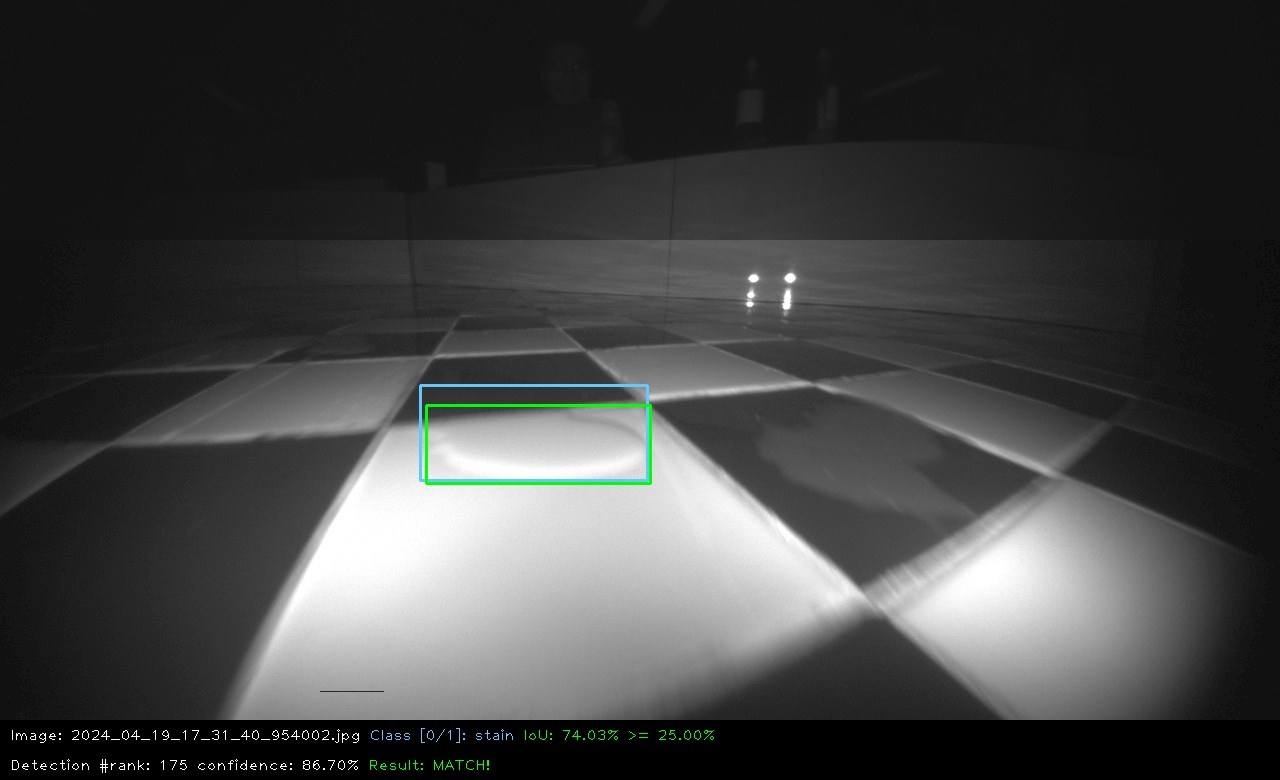 Image: 2024_04_19_17_31_40_954002.jpg Class [0/1]: stain IoU: 74.03% >= 25.00%
Detection #rank: 175 confidence: 86.70% Result: MATCH!